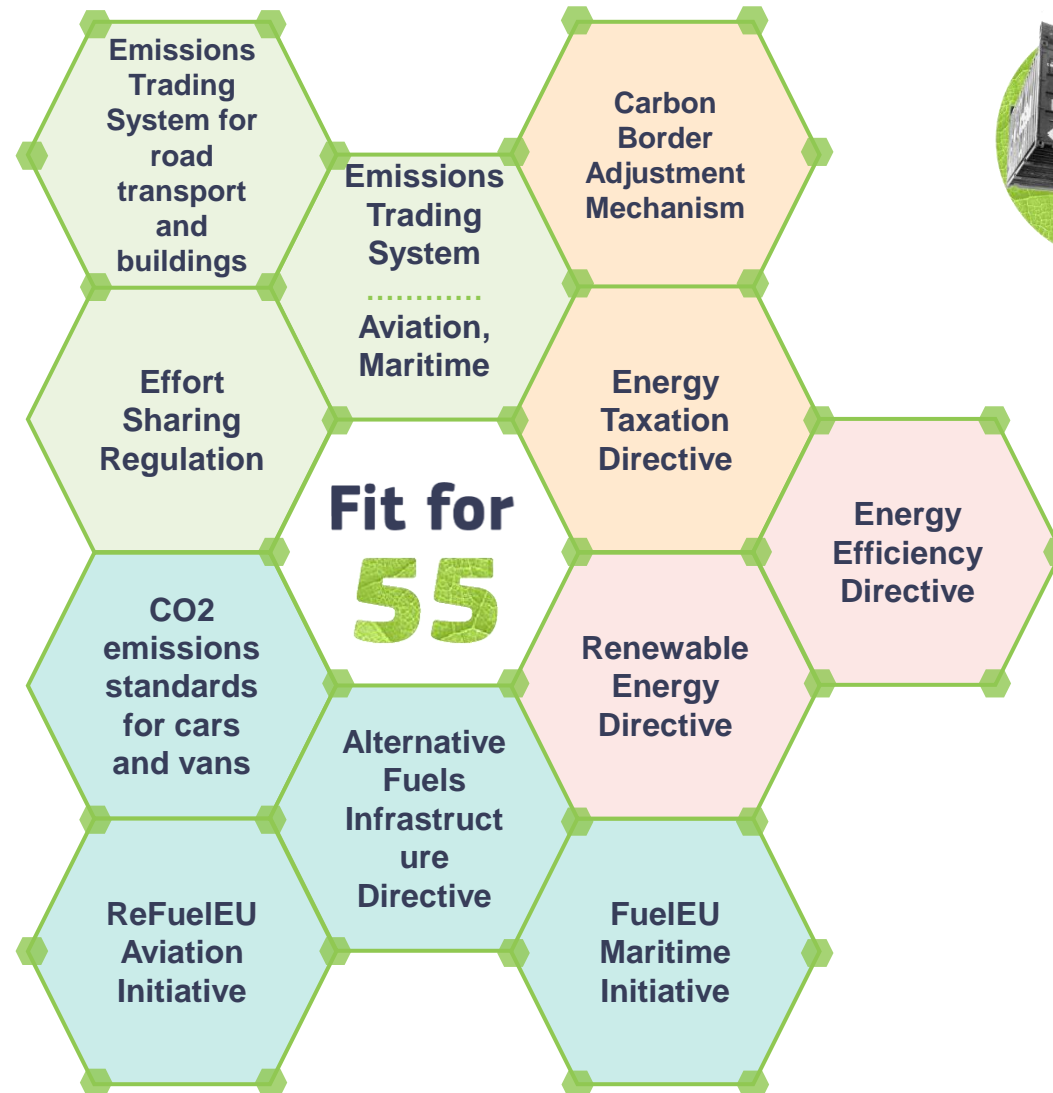 Emissions
Trading
System for
road
transport
and
buildings
Emissions
Trading
System
............
Aviation,
Maritime
Carbon
Border
Adjustment
Mechanism
Effort
Sharing
Regulation
Energy
Taxation
Directive
Fit for
55
Energy
Efficiency
Directive
CO2
emissions
standards
for cars
and vans
Renewable
Energy
Directive
Alternative
Fuels
Infrastruct
ure
Directive
ReFuelEU
Aviation
Initiative
FuelEU
Maritime
Initiative